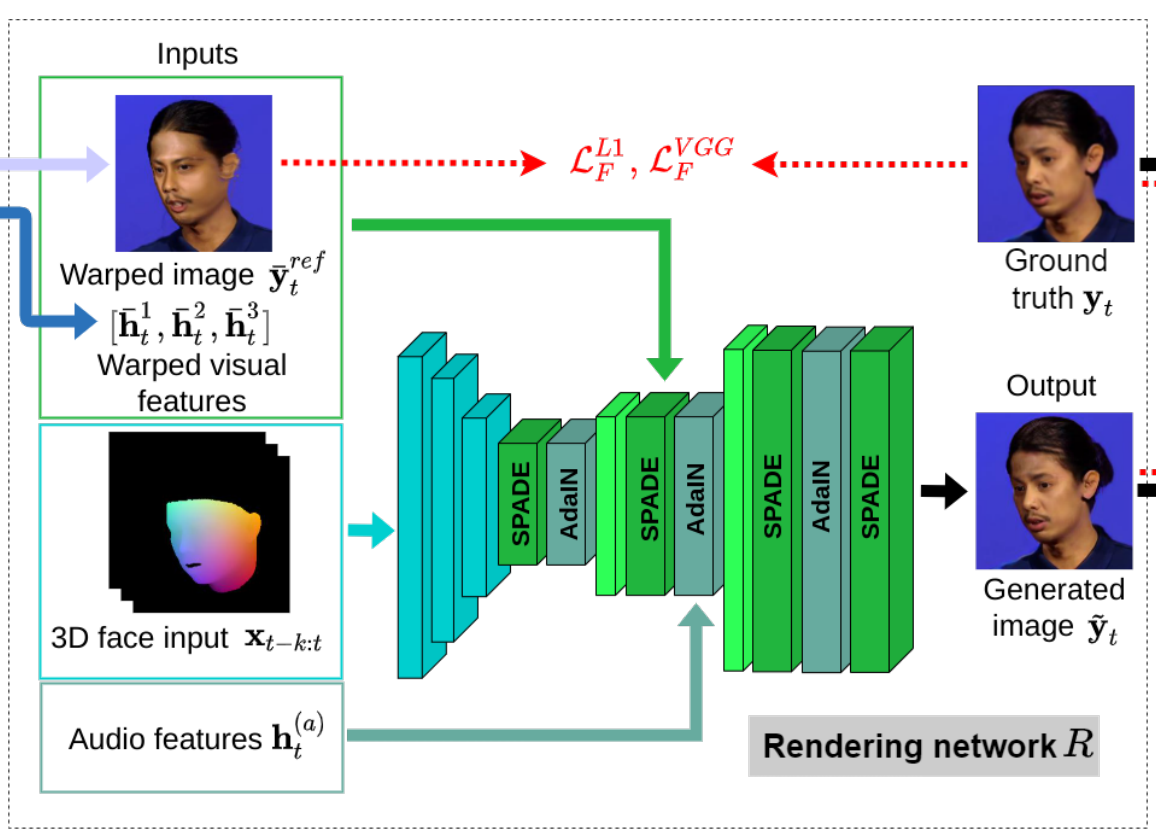 Inputs
Warped image $\bar{\mathbf{y}}_t^{ref}$
$[\bar{\mathbf{h}}_t^1, \bar{\mathbf{h}}_t^2, \bar{\mathbf{h}}_t^3]$
Warped visual
features
3D face input $\mathbf{x}_{t-k:t}$
Audio features $\mathbf{h}_t^{(a)}$
$\mathcal{L}_F^{L1}, \mathcal{L}_F^{VGG}$
SPADE
AdaIN
SPADE
AdaIN
SPADE
AdaIN
SPADE
Ground
truth $\mathbf{y}_t$
Output
Generated
image $\tilde{\mathbf{y}}_t$
Rendering network $R$